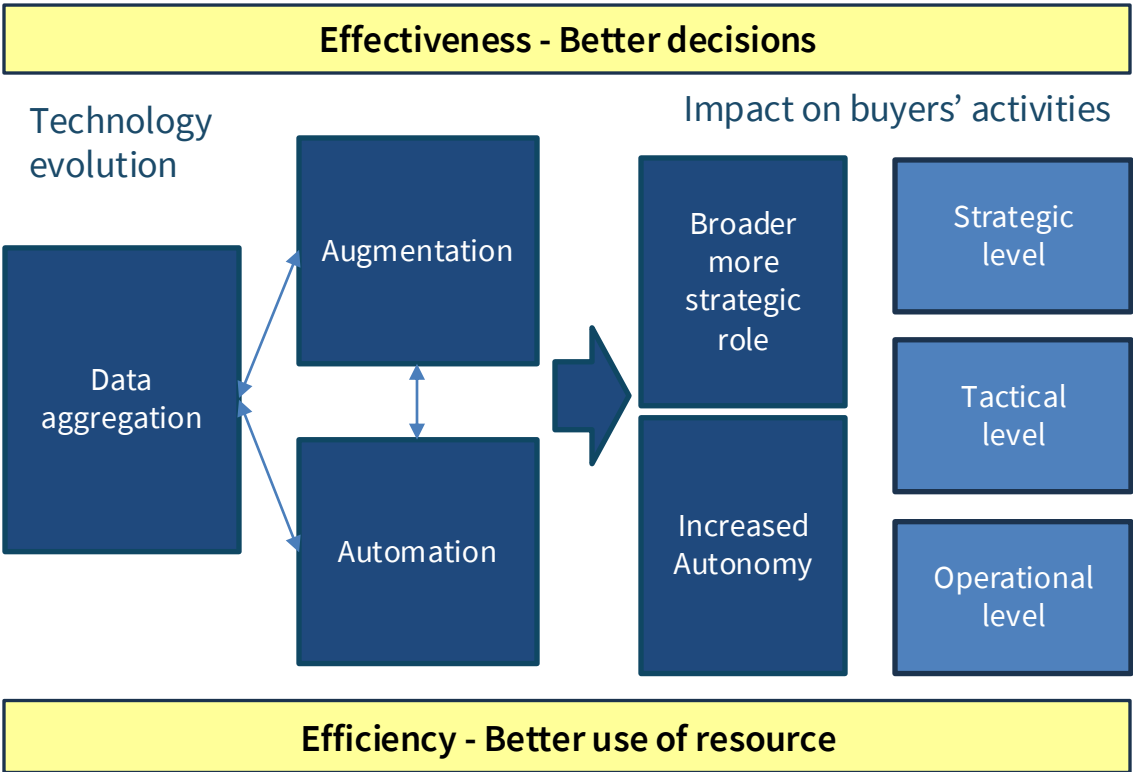 Effectiveness - Better decisions
Technology
evolution
Impact on buyers’ activities
Data
aggregation
Augmentation
Automation
Broader
more
strategic
role
Increased
Autonomy
Strategic
level
Tactical
level
Operational
level
Efficiency - Better use of resource